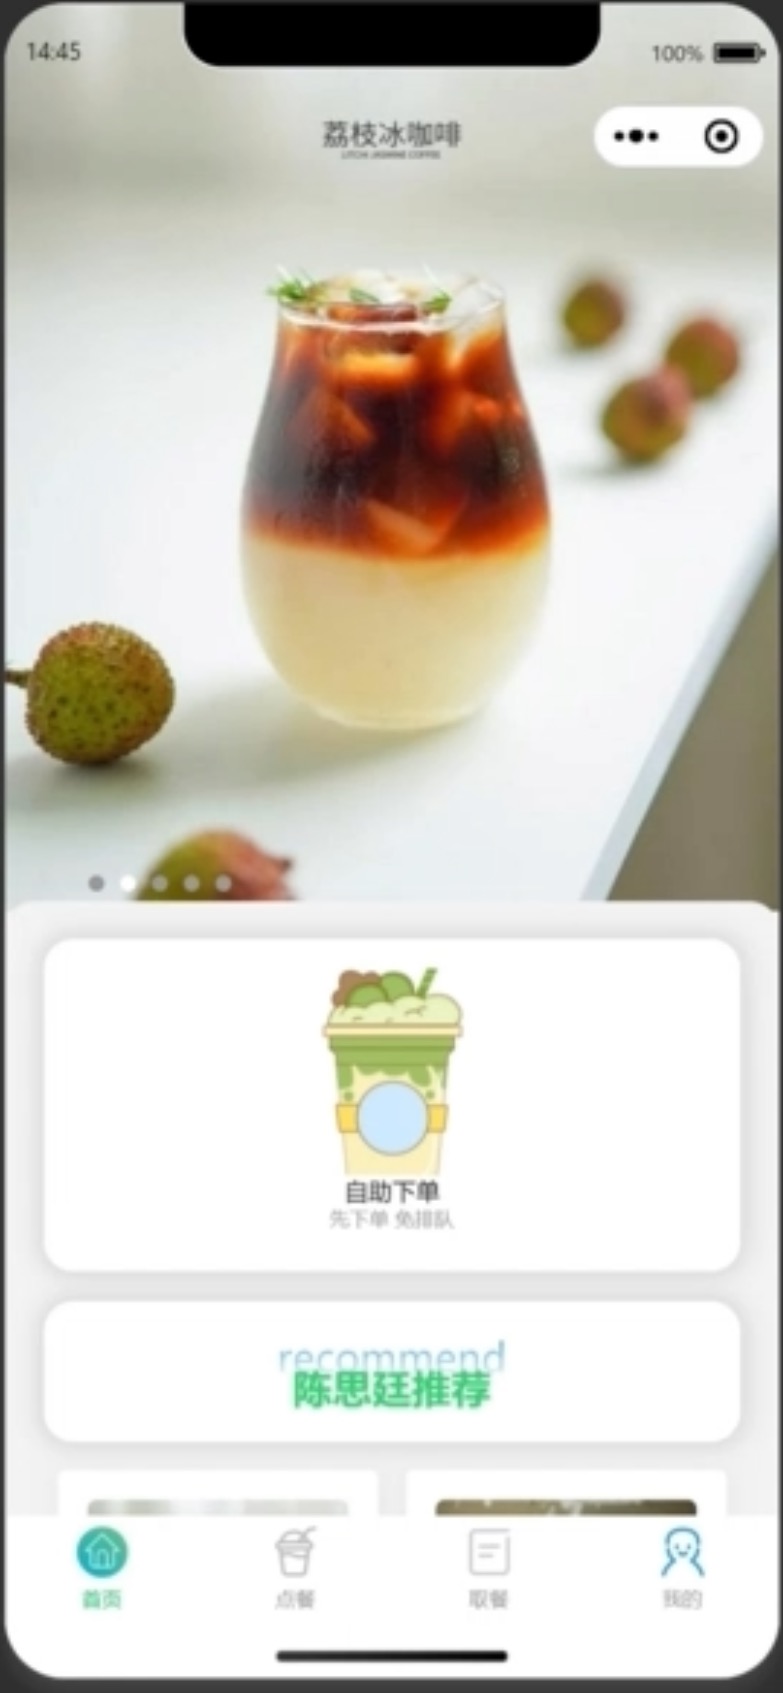 14:45
100%
荔枝冰咖啡
LITCHI JASMINE COFFEE
自助下单
先下单 免排队
recommend
陈思廷推荐
首页
点餐
取餐
我的